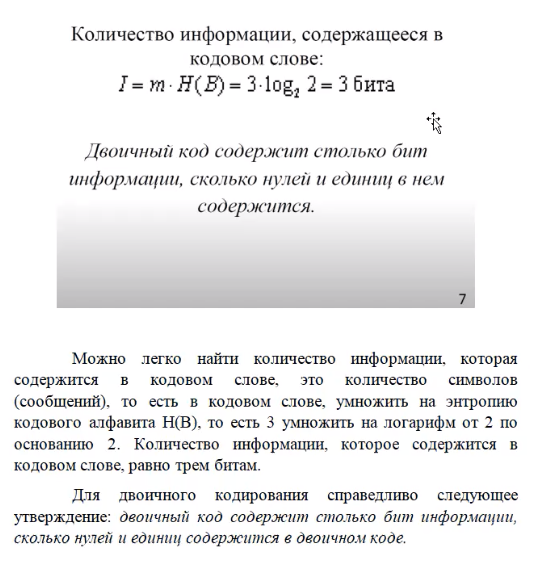 Количество информации, содержащееся в
кодовом слове:
I = m · H(B) = 3·log₂ 2 = 3 бита
Двоичный код содержит столько бит
информации, сколько нулей и единиц в нем
содержится.
7
Можно легко найти количество информации, которая
содержится в кодовом слове, это количество символов
(сообщений), то есть в кодовом слове, умножить на энтропию
кодового алфавита H(B), то есть 3 умножить на логарифм от 2 по
основанию 2. Количество информации, которое содержится в
кодовом слове, равно трем битам.
Для двоичного кодирования справедливо следующее
утверждение: двоичный код содержит столько бит информации,
сколько нулей и единиц содержится в двоичном коде.